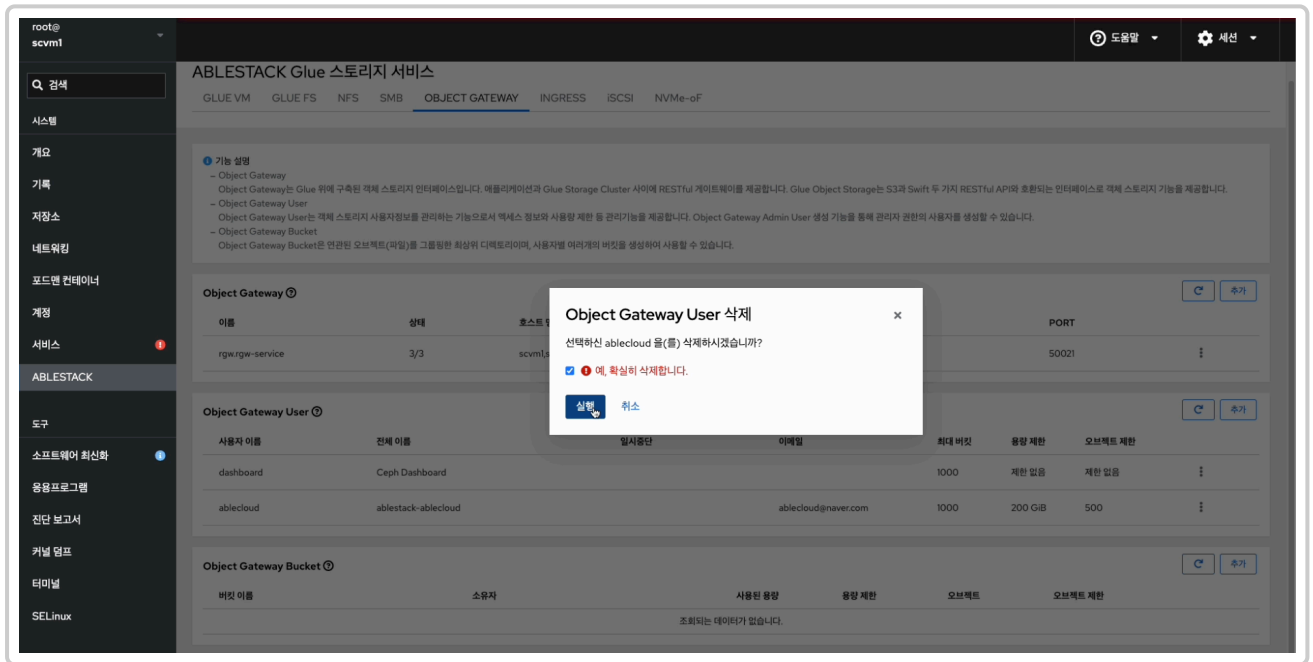 root@
scvm1
도움말
세션
검색
시스템
개요
기록
저장소
네트워킹
포드맨 컨테이너
계정
서비스
ABLESTACK
도구
소프트웨어 최신화
응용프로그램
진단 보고서
커널 덤프
터미널
SELinux
ABLESTACK Glue 스토리지 서비스
GLUE VM GLUE FS NFS SMB OBJECT GATEWAY INGRESS iSCSI NVMe-oF
기능 설명
– Object Gateway
Object Gateway는 Glue 위에 구축된 객체 스토리지 인터페이스입니다. 애플리케이션과 Glue Storage Cluster 사이에 RESTful 게이트웨이를 제공합니다. Glue Object Storage는 S3과 Swift 두 가지 RESTful API와 호환되는 인터페이스로 객체 스토리지 기능을 제공합니다.
– Object Gateway User
Object Gateway User는 객체 스토리지 사용자정보를 관리하는 기능으로서 액세스 정보와 사용량 제한 등 관리기능을 제공합니다. Object Gateway Admin User 생성 기능을 통해 관리자 권한의 사용자를 생성할 수 있습니다.
– Object Gateway Bucket
Object Gateway Bucket은 연관된 오브젝트(파일)를 그룹핑한 최상위 디렉토리이며, 사용자별 여러개의 버킷을 생성하여 사용할 수 있습니다.
Object Gateway
추가
이름 상태 호스트 PORT
rgw.rgw-service 3/3 scvm1,s 50021
Object Gateway User 삭제
선택하신 ablecloud 을(를) 삭제하시겠습니까?
예, 확실히 삭제합니다.
실행 취소
Object Gateway User
추가
사용자 이름 전체 이름 일시중단 이메일 최대 버킷 용량 제한 오브젝트 제한
dashboard Ceph Dashboard 1000 제한 없음 제한 없음
ablecloud ablestack-ablecloud ablecloud@naver.com 1000 200 GiB 500
Object Gateway Bucket
추가
버킷 이름 소유자 사용된 용량 용량 제한 오브젝트 오브젝트 제한
조회되는 데이터가 없습니다.